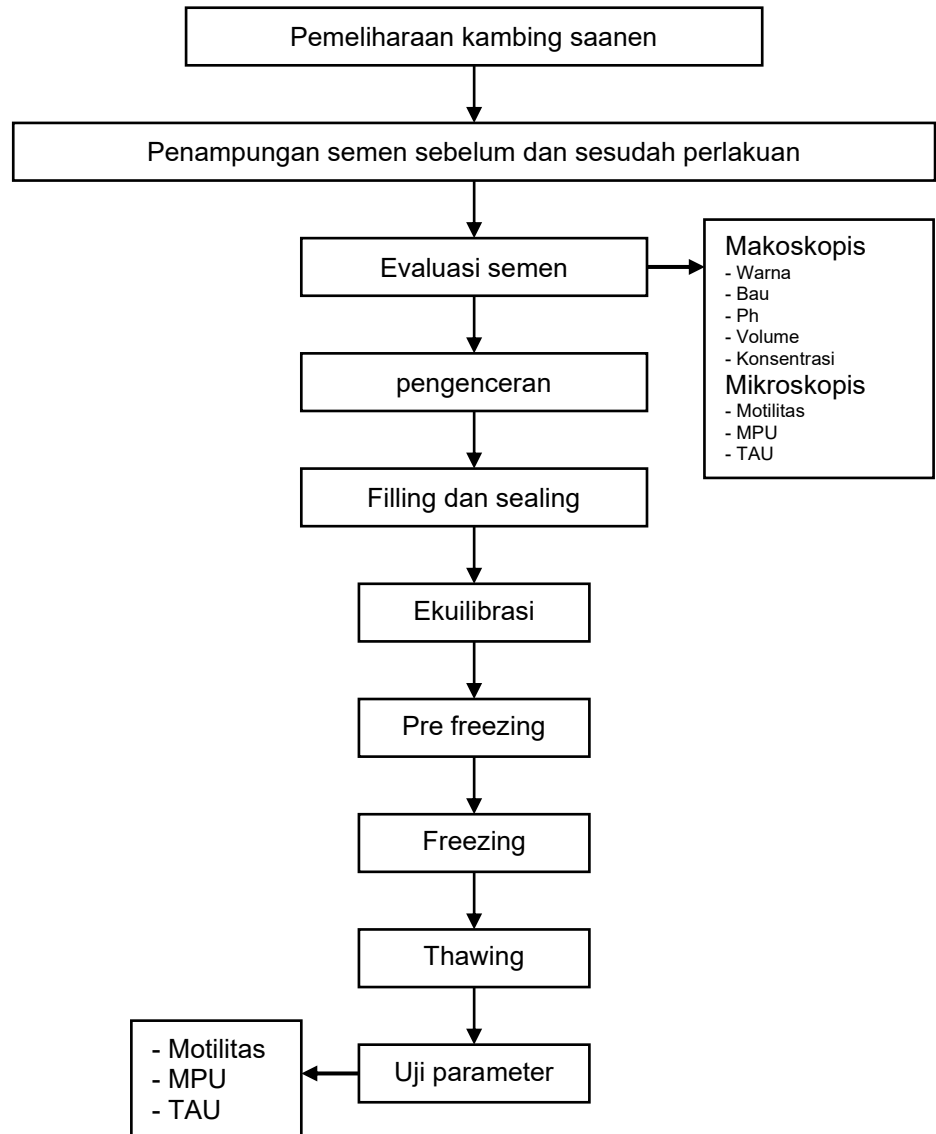 Pemeliharaan kambing saanen
Penampungan semen sebelum dan sesudah perlakuan
Evaluasi semen
Makoskopis
- Warna
- Bau
- Ph
- Volume
- Konsentrasi
Mikroskopis
- Motilitas
- MPU
- TAU
pengenceran
Filling dan sealing
Ekuilibrasi
Pre freezing
Freezing
Thawing
Uji parameter
- Motilitas
- MPU
- TAU